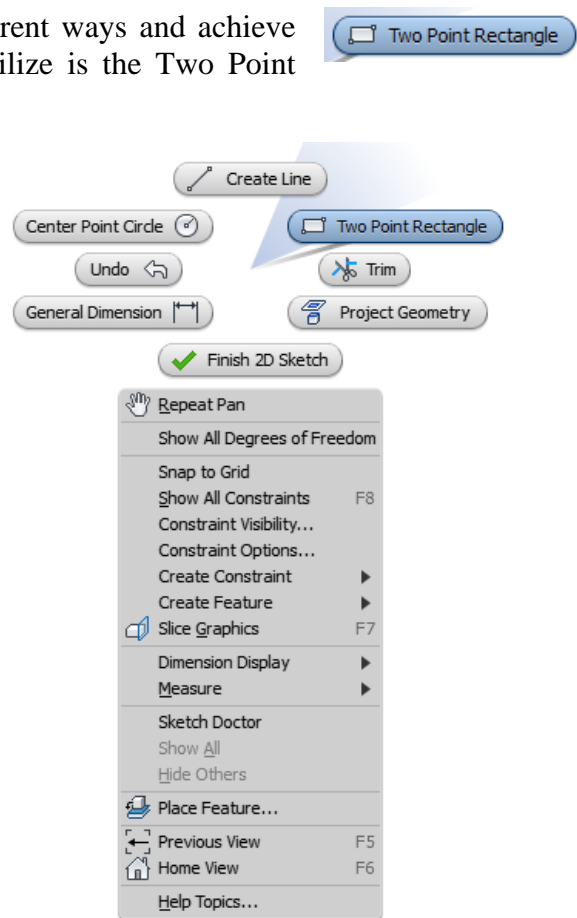 rent ways and achieve
ilize is the Two Point
Two Point Rectangle
Create Line
Center Point Circle
Two Point Rectangle
Undo
Trim
General Dimension
Project Geometry
Finish 2D Sketch
Repeat Pan
Show All Degrees of Freedom
Snap to Grid
Show All Constraints F8
Constraint Visibility...
Constraint Options...
Create Constraint
Create Feature
Slice Graphics F7
Dimension Display
Measure
Sketch Doctor
Show All
Hide Others
Place Feature...
Previous View F5
Home View F6
Help Topics...